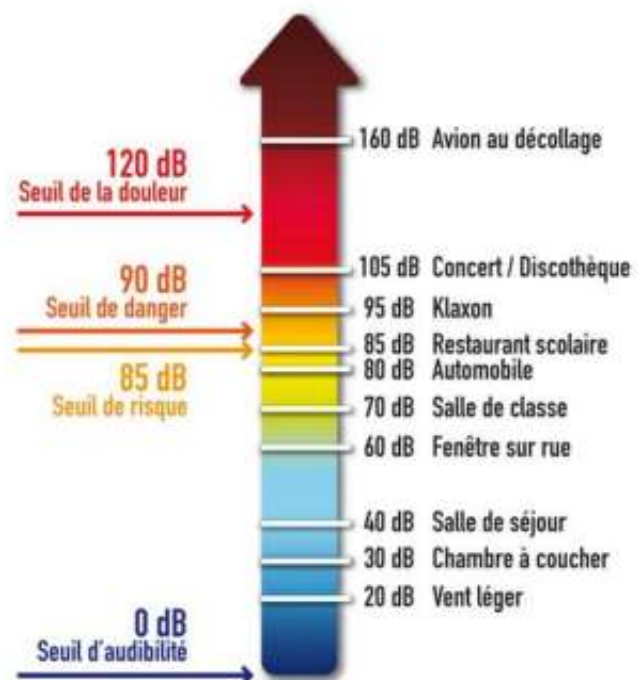 160 dB Avion au décollage
120 dB
Seuil de la douleur
105 dB Concert / Discothèque
90 dB
Seuil de danger
95 dB Klaxon
85 dB Restaurant scolaire
80 dB Automobile
85 dB
Seuil de risque
70 dB Salle de classe
60 dB Fenêtre sur rue
40 dB Salle de séjour
30 dB Chambre à coucher
20 dB Vent léger
0 dB
Seuil d'audibilité